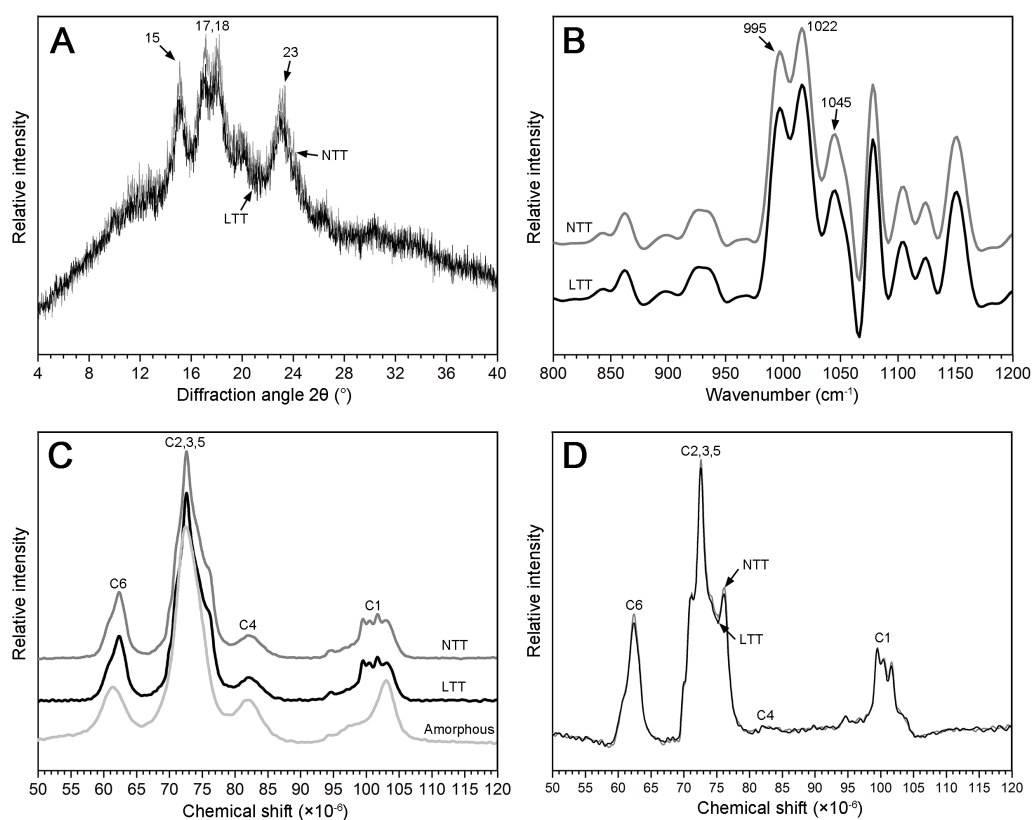 A
15
17,18
23
NTT
LTT
Relative intensity
4 8 12 16 20 24 28 32 36 40
Diffraction angle 2θ (°)
B
995
1022
1045
NTT
LTT
Relative intensity
800 850 900 950 1000 1050 1100 1150 1200
Wavenumber (cm-1)
C
C2,3,5
C6
C4
C1
NTT
LTT
Amorphous
Relative intensity
50 55 60 65 70 75 80 85 90 95 100 105 110 115 120
Chemical shift (×10-6)
D
C2,3,5
NTT
C6
LTT
C1
C4
Relative intensity
50 55 60 65 70 75 80 85 90 95 100 105 110 115 120
Chemical shift (×10-6)